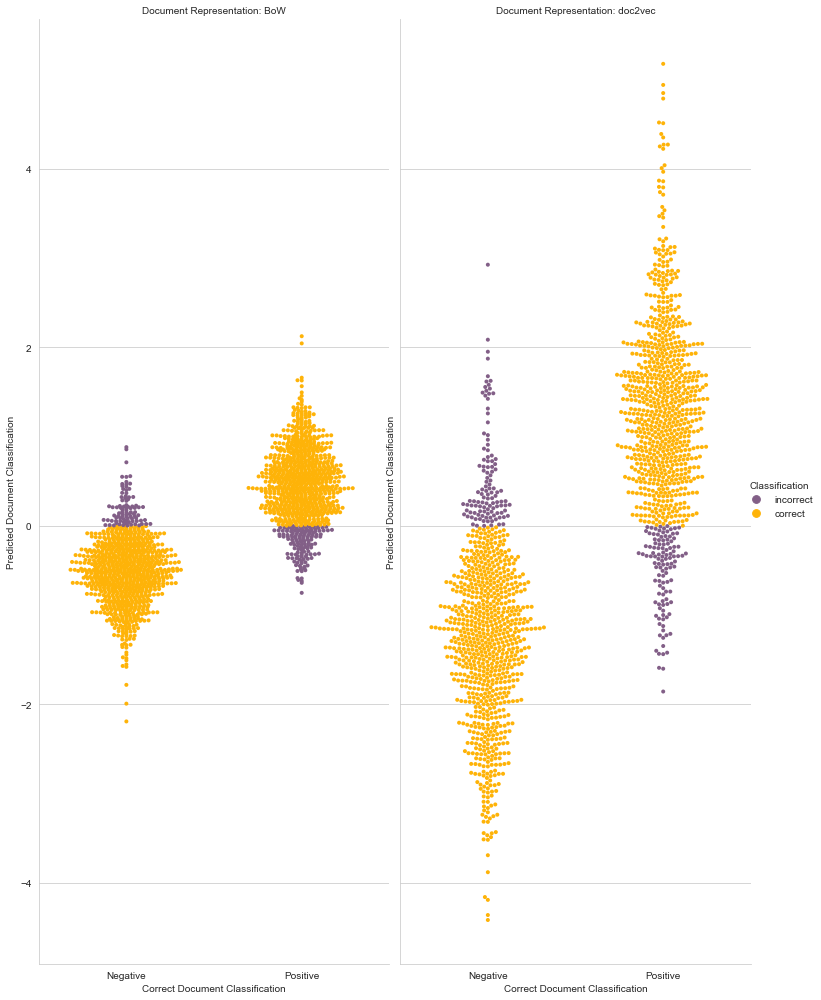 Document Representation: BoW
Document Representation: doc2vec
Predicted Document Classification
4
2
0
−2
−4
Negative
Positive
Correct Document Classification
Predicted Document Classification
Negative
Positive
Correct Document Classification
Classification
incorrect
correct